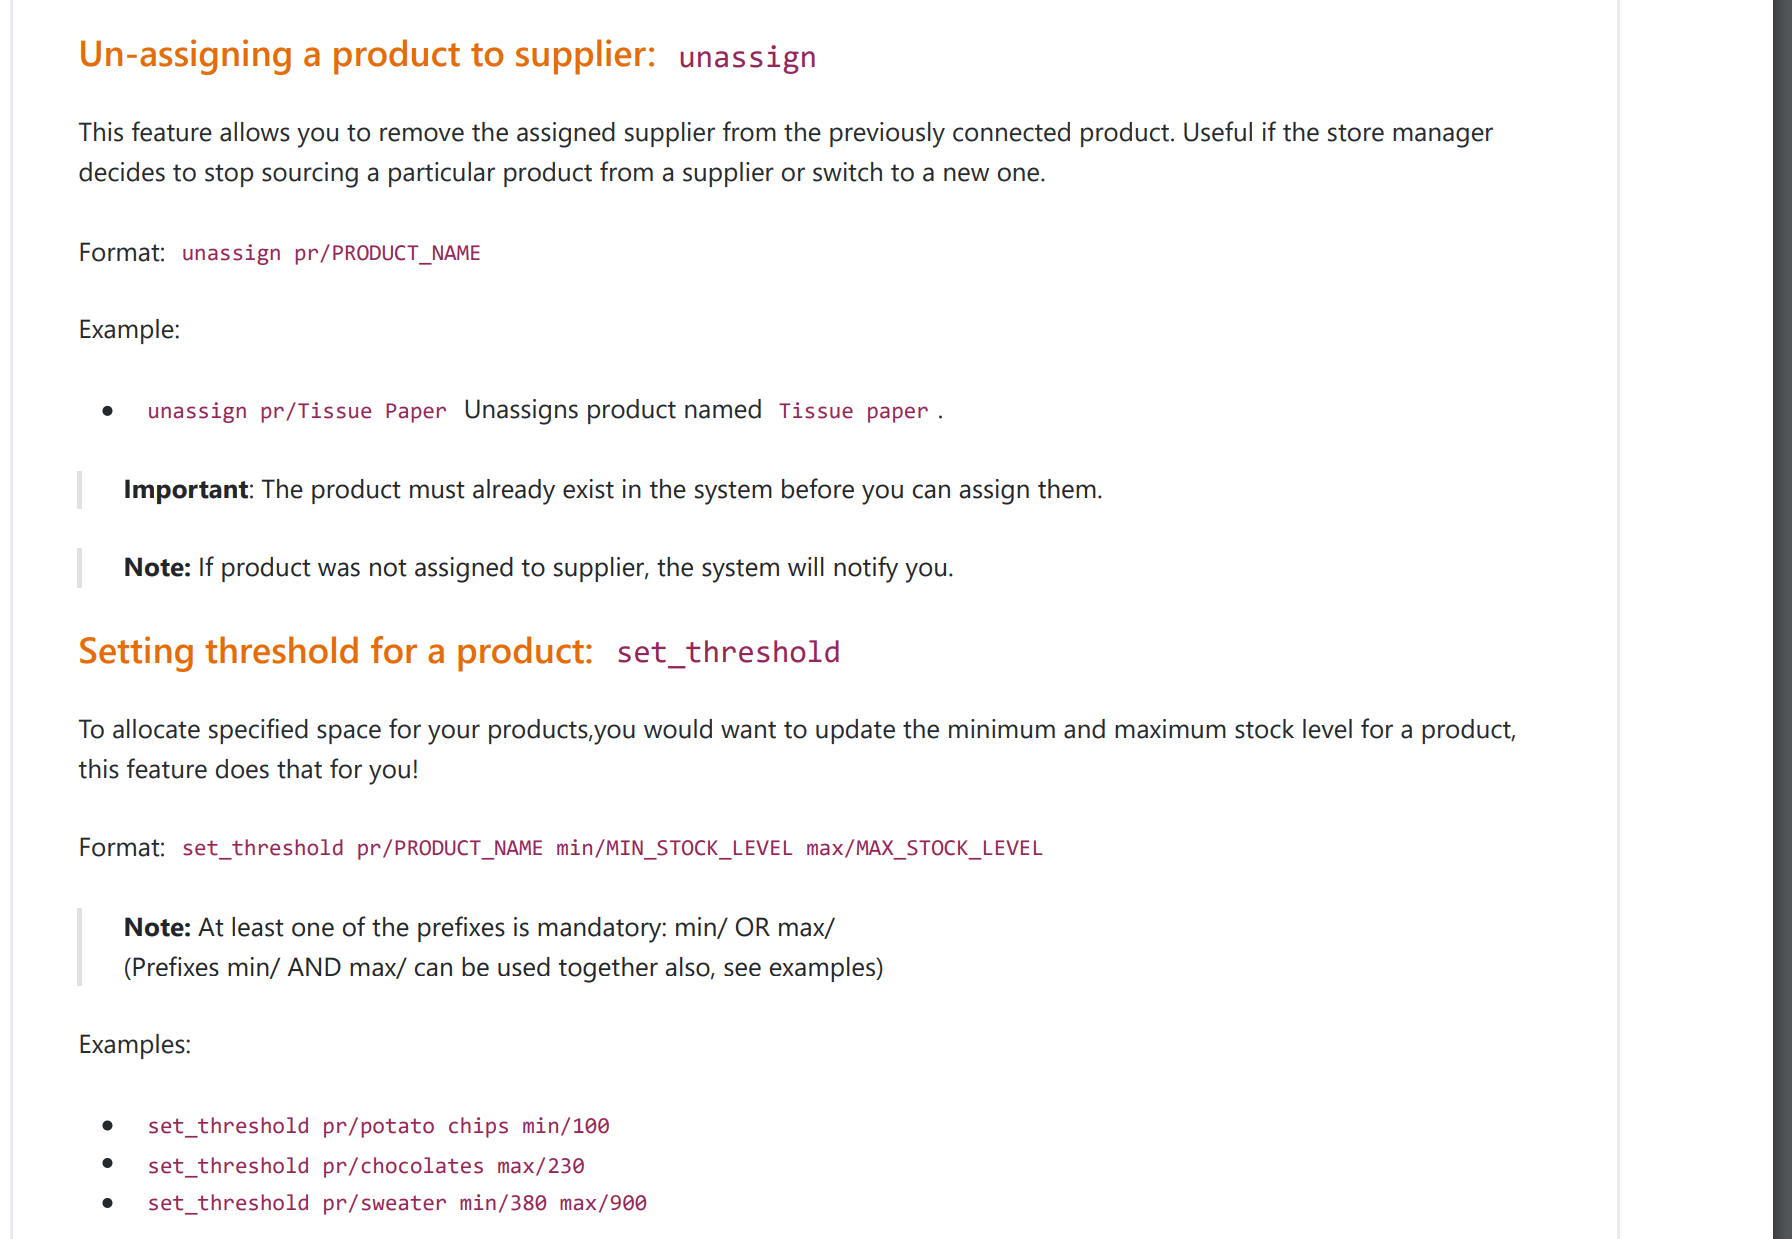 Un-assigning a product to supplier: unassign
This feature allows you to remove the assigned supplier from the previously connected product. Useful if the store manager
decides to stop sourcing a particular product from a supplier or switch to a new one.
Format: unassign pr/PRODUCT_NAME
Example:
• unassign pr/Tissue Paper Unassigns product named Tissue paper .
Important: The product must already exist in the system before you can assign them.
Note: If product was not assigned to supplier, the system will notify you.
Setting threshold for a product: set_threshold
To allocate specified space for your products,you would want to update the minimum and maximum stock level for a product,
this feature does that for you!
Format: set_threshold pr/PRODUCT_NAME min/MIN_STOCK_LEVEL max/MAX_STOCK_LEVEL
Note: At least one of the prefixes is mandatory: min/ OR max/
(Prefixes min/ AND max/ can be used together also, see examples)
Examples:
• set_threshold pr/potato chips min/100
• set_threshold pr/chocolates max/230
• set_threshold pr/sweater min/380 max/900